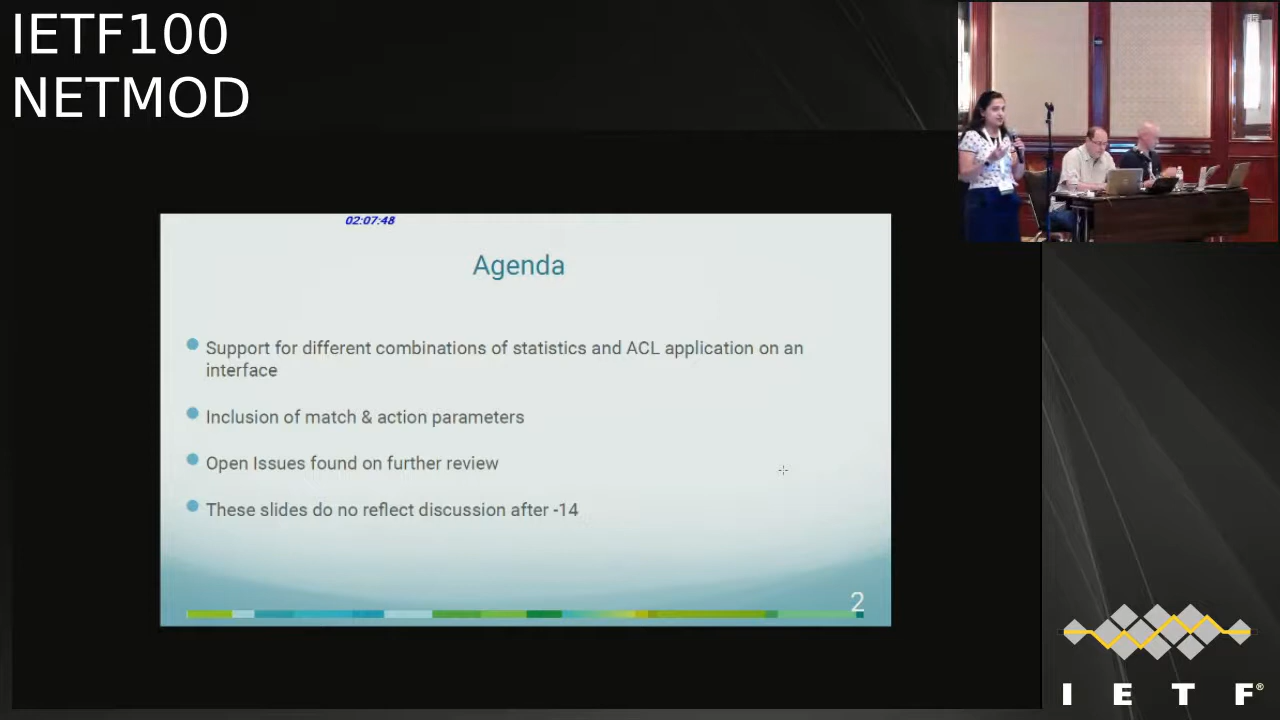 IETF100
NETMOD
02:07:48
Agenda
Support for different combinations of statistics and ACL application on an
interface
Inclusion of match & action parameters
Open Issues found on further review
These slides do no reflect discussion after -14
2
I E T F®